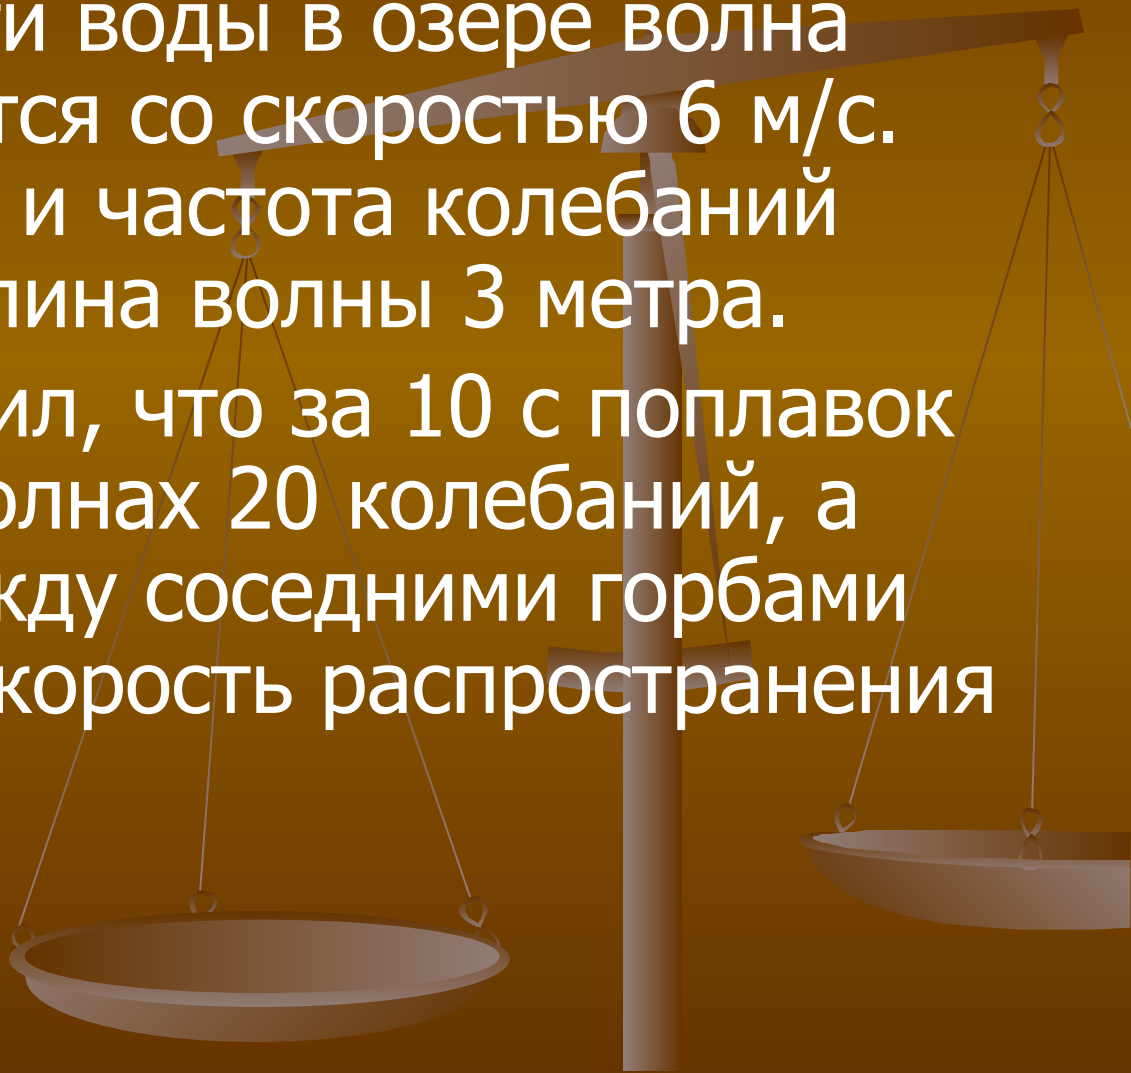 ти воды в озере волна
тся со скоростью 6 м/с.
и частота колебаний
лина волны 3 метра.
ил, что за 10 с поплавок
олнах 20 колебаний, а
жду соседними горбами
корость распространения